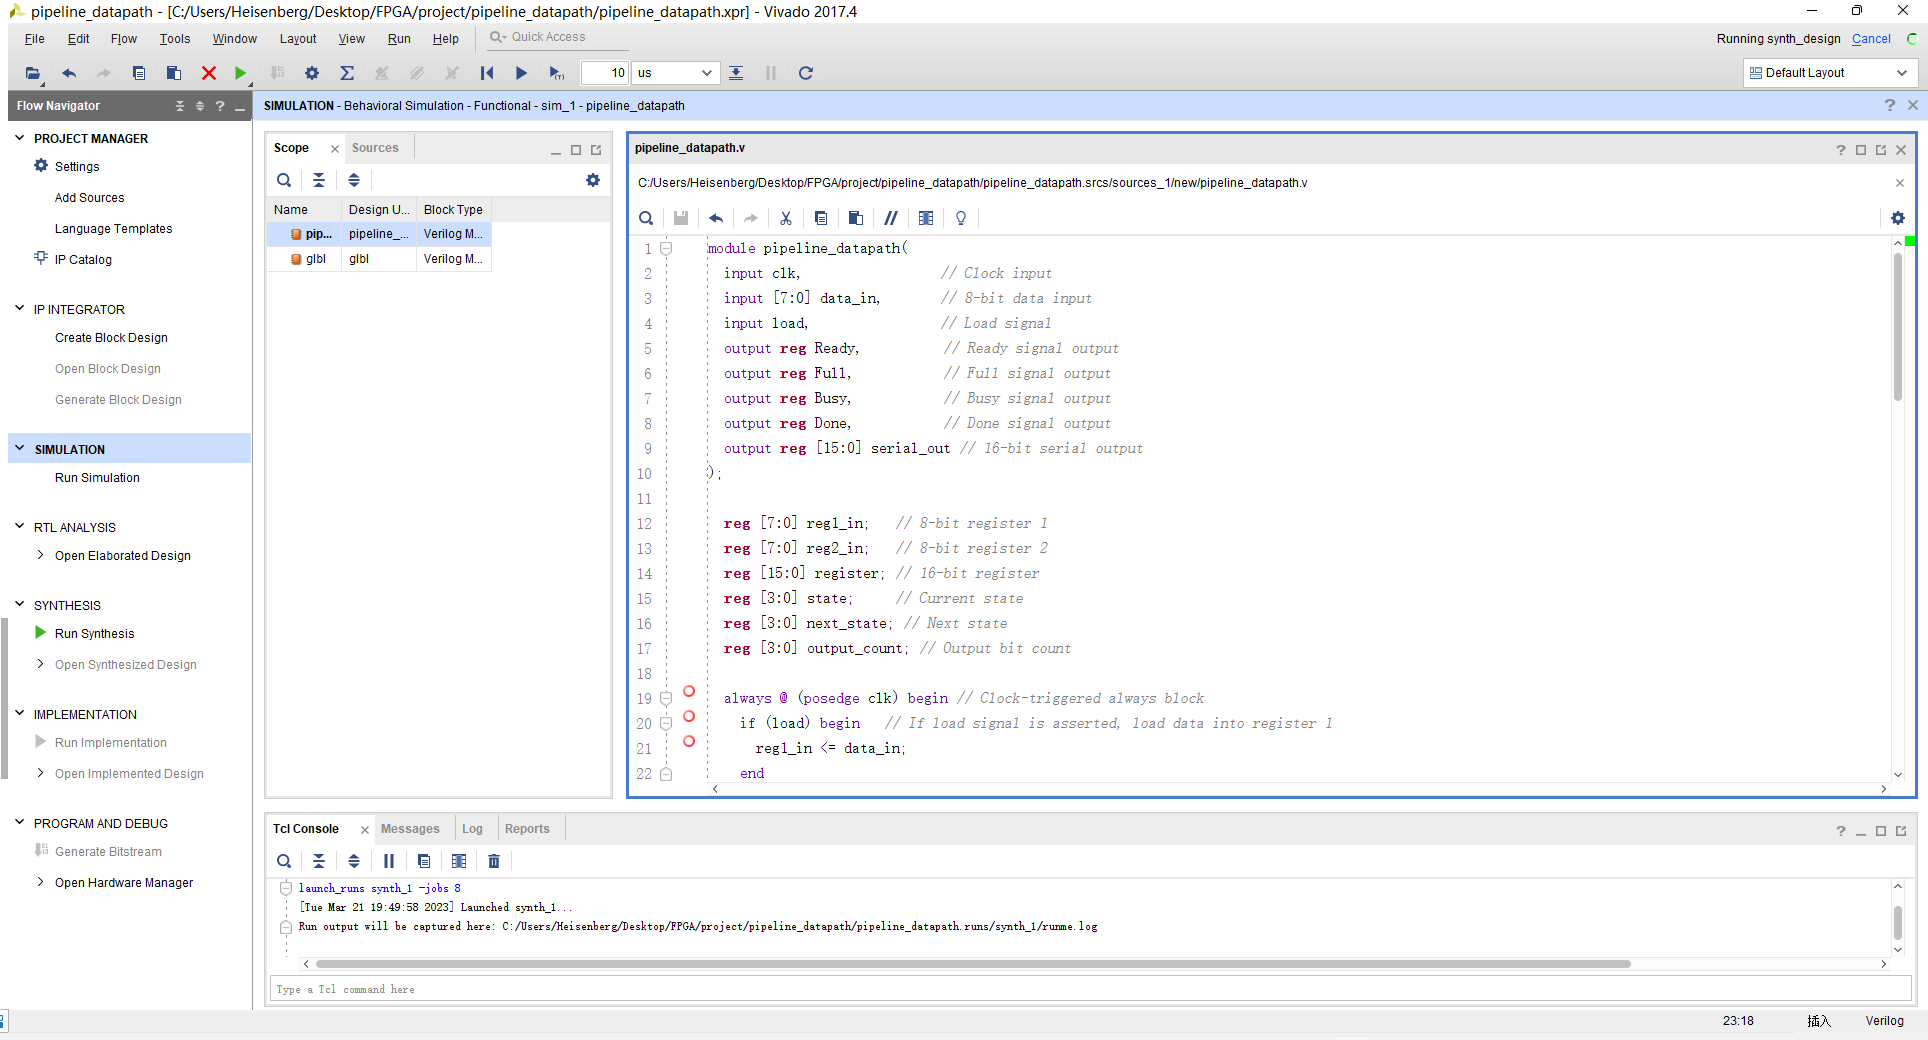 pipeline_datapath - [C:/Users/Heisenberg/Desktop/FPGA/project/pipeline_datapath/pipeline_datapath.xpr] - Vivado 2017.4
File Edit Flow Tools Window Layout View Run Help Quick Access
Running synth_design Cancel
10 us
Default Layout
Flow Navigator
SIMULATION - Behavioral Simulation - Functional - sim_1 - pipeline_datapath
PROJECT MANAGER
Settings
Add Sources
Language Templates
IP Catalog
IP INTEGRATOR
Create Block Design
Open Block Design
Generate Block Design
SIMULATION
Run Simulation
RTL ANALYSIS
Open Elaborated Design
SYNTHESIS
Run Synthesis
Open Synthesized Design
IMPLEMENTATION
Run Implementation
Open Implemented Design
PROGRAM AND DEBUG
Generate Bitstream
Open Hardware Manager
Scope Sources
Name Design U... Block Type
pip... pipeline_... Verilog M...
glbl glbl Verilog M...
pipeline_datapath.v
C:/Users/Heisenberg/Desktop/FPGA/project/pipeline_datapath/pipeline_datapath.srcs/sources_1/new/pipeline_datapath.v
1 module pipeline_datapath(
2 input clk, // Clock input
3 input [7:0] data_in, // 8-bit data input
4 input load, // Load signal
5 output reg Ready, // Ready signal output
6 output reg Full, // Full signal output
7 output reg Busy, // Busy signal output
8 output reg Done, // Done signal output
9 output reg [15:0] serial_out // 16-bit serial output
10 );
11
12 reg [7:0] reg1_in; // 8-bit register 1
13 reg [7:0] reg2_in; // 8-bit register 2
14 reg [15:0] register; // 16-bit register
15 reg [3:0] state; // Current state
16 reg [3:0] next_state; // Next state
17 reg [3:0] output_count; // Output bit count
18
19 always @ (posedge clk) begin // Clock-triggered always block
20 if (load) begin // If load signal is asserted, load data into register 1
21 reg1_in <= data_in;
22 end
Tcl Console Messages Log Reports
launch_runs synth_1 -jobs 8
[Tue Mar 21 19:49:58 2023] Launched synth_1...
Run output will be captured here: C:/Users/Heisenberg/Desktop/FPGA/project/pipeline_datapath/pipeline_datapath.runs/synth_1/runme.log
Type a Tcl command here
23:18 插入 Verilog